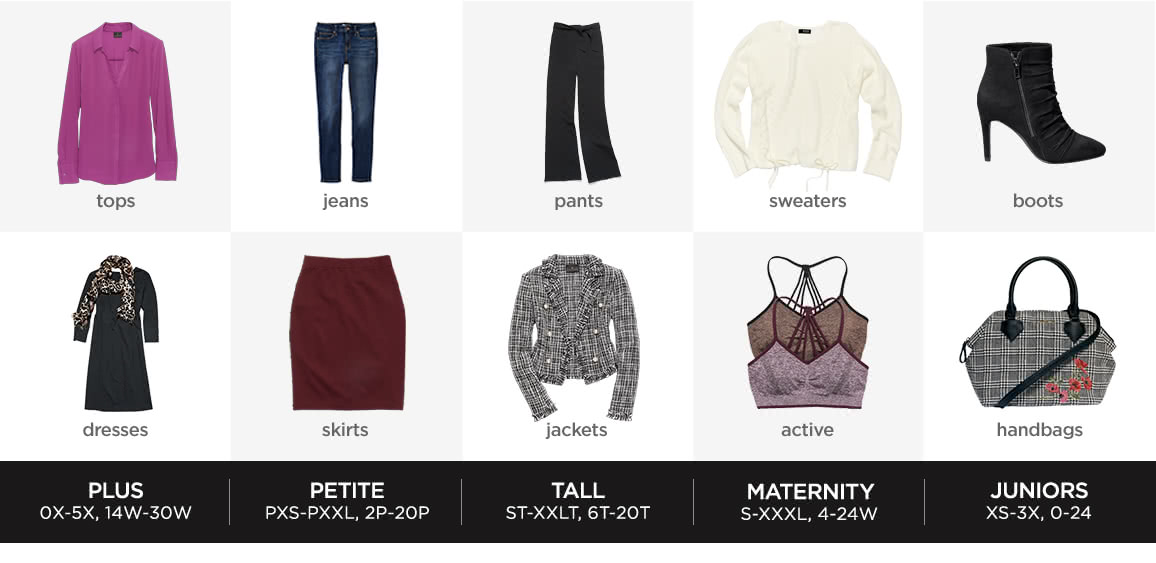 tops
jeans
pants
sweaters
boots
dresses
skirts
jackets
active
handbags
PLUS
0X-5X, 14W-30W
PETITE
PXS-PXXL, 2P-20P
TALL
ST-XXLT, 6T-20T
MATERNITY
S-XXXL, 4-24W
JUNIORS
XS-3X, 0-24